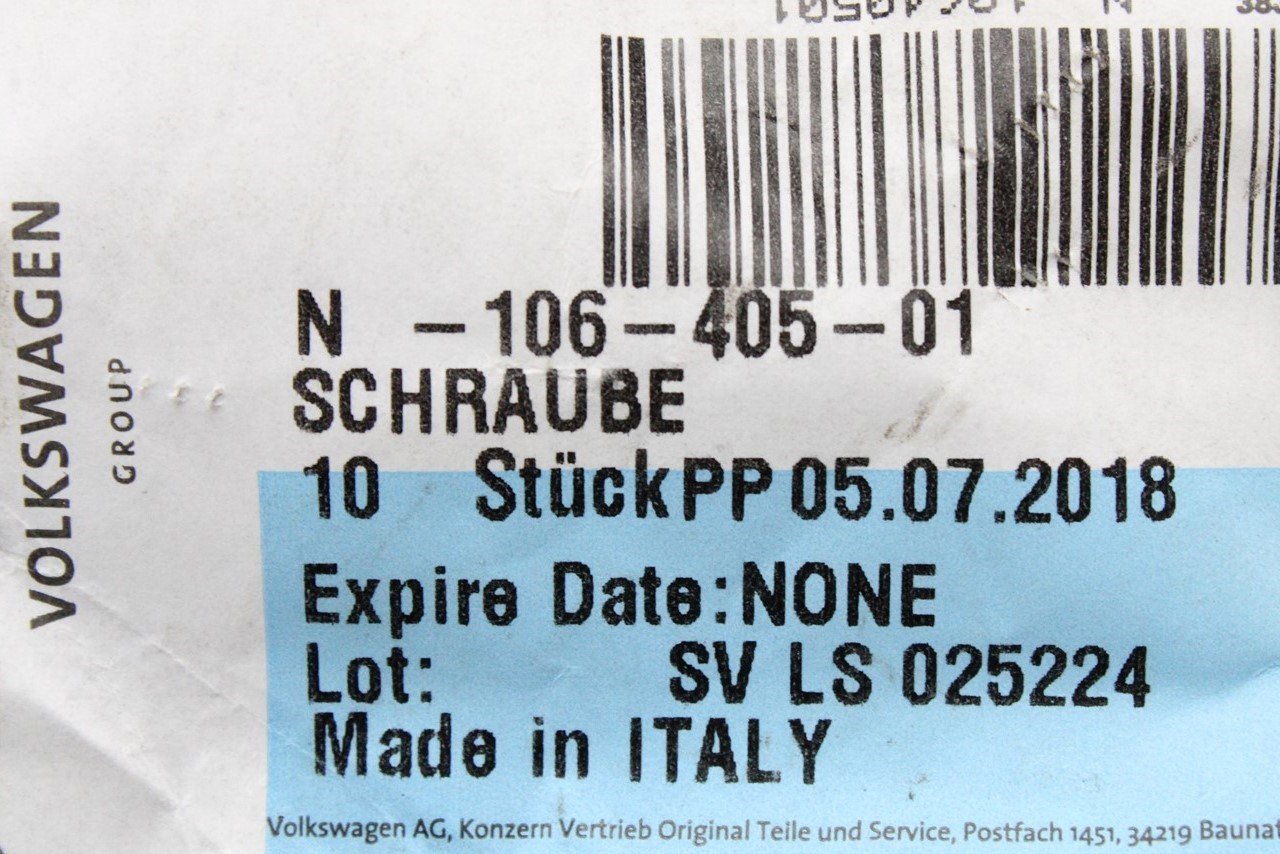 N 10640501
VOLKSWAGEN
GROUP
N -106-405-01
SCHRAUBE
10 Stück PP 05.07.2018
Expire Date:NONE
Lot: SV LS 025224
Made in ITALY
Volkswagen AG, Konzern Vertrieb Original Teile und Service, Postfach 1451, 34219